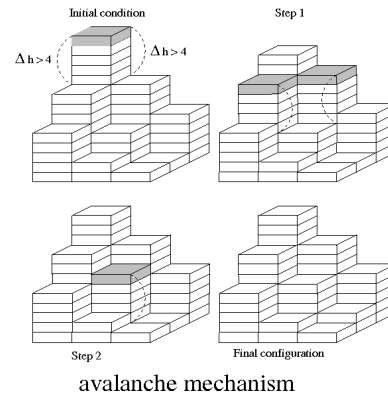 Initial condition
Step 1
Δh>4
Δh>4
Step 2
Final configuration
avalanche mechanism